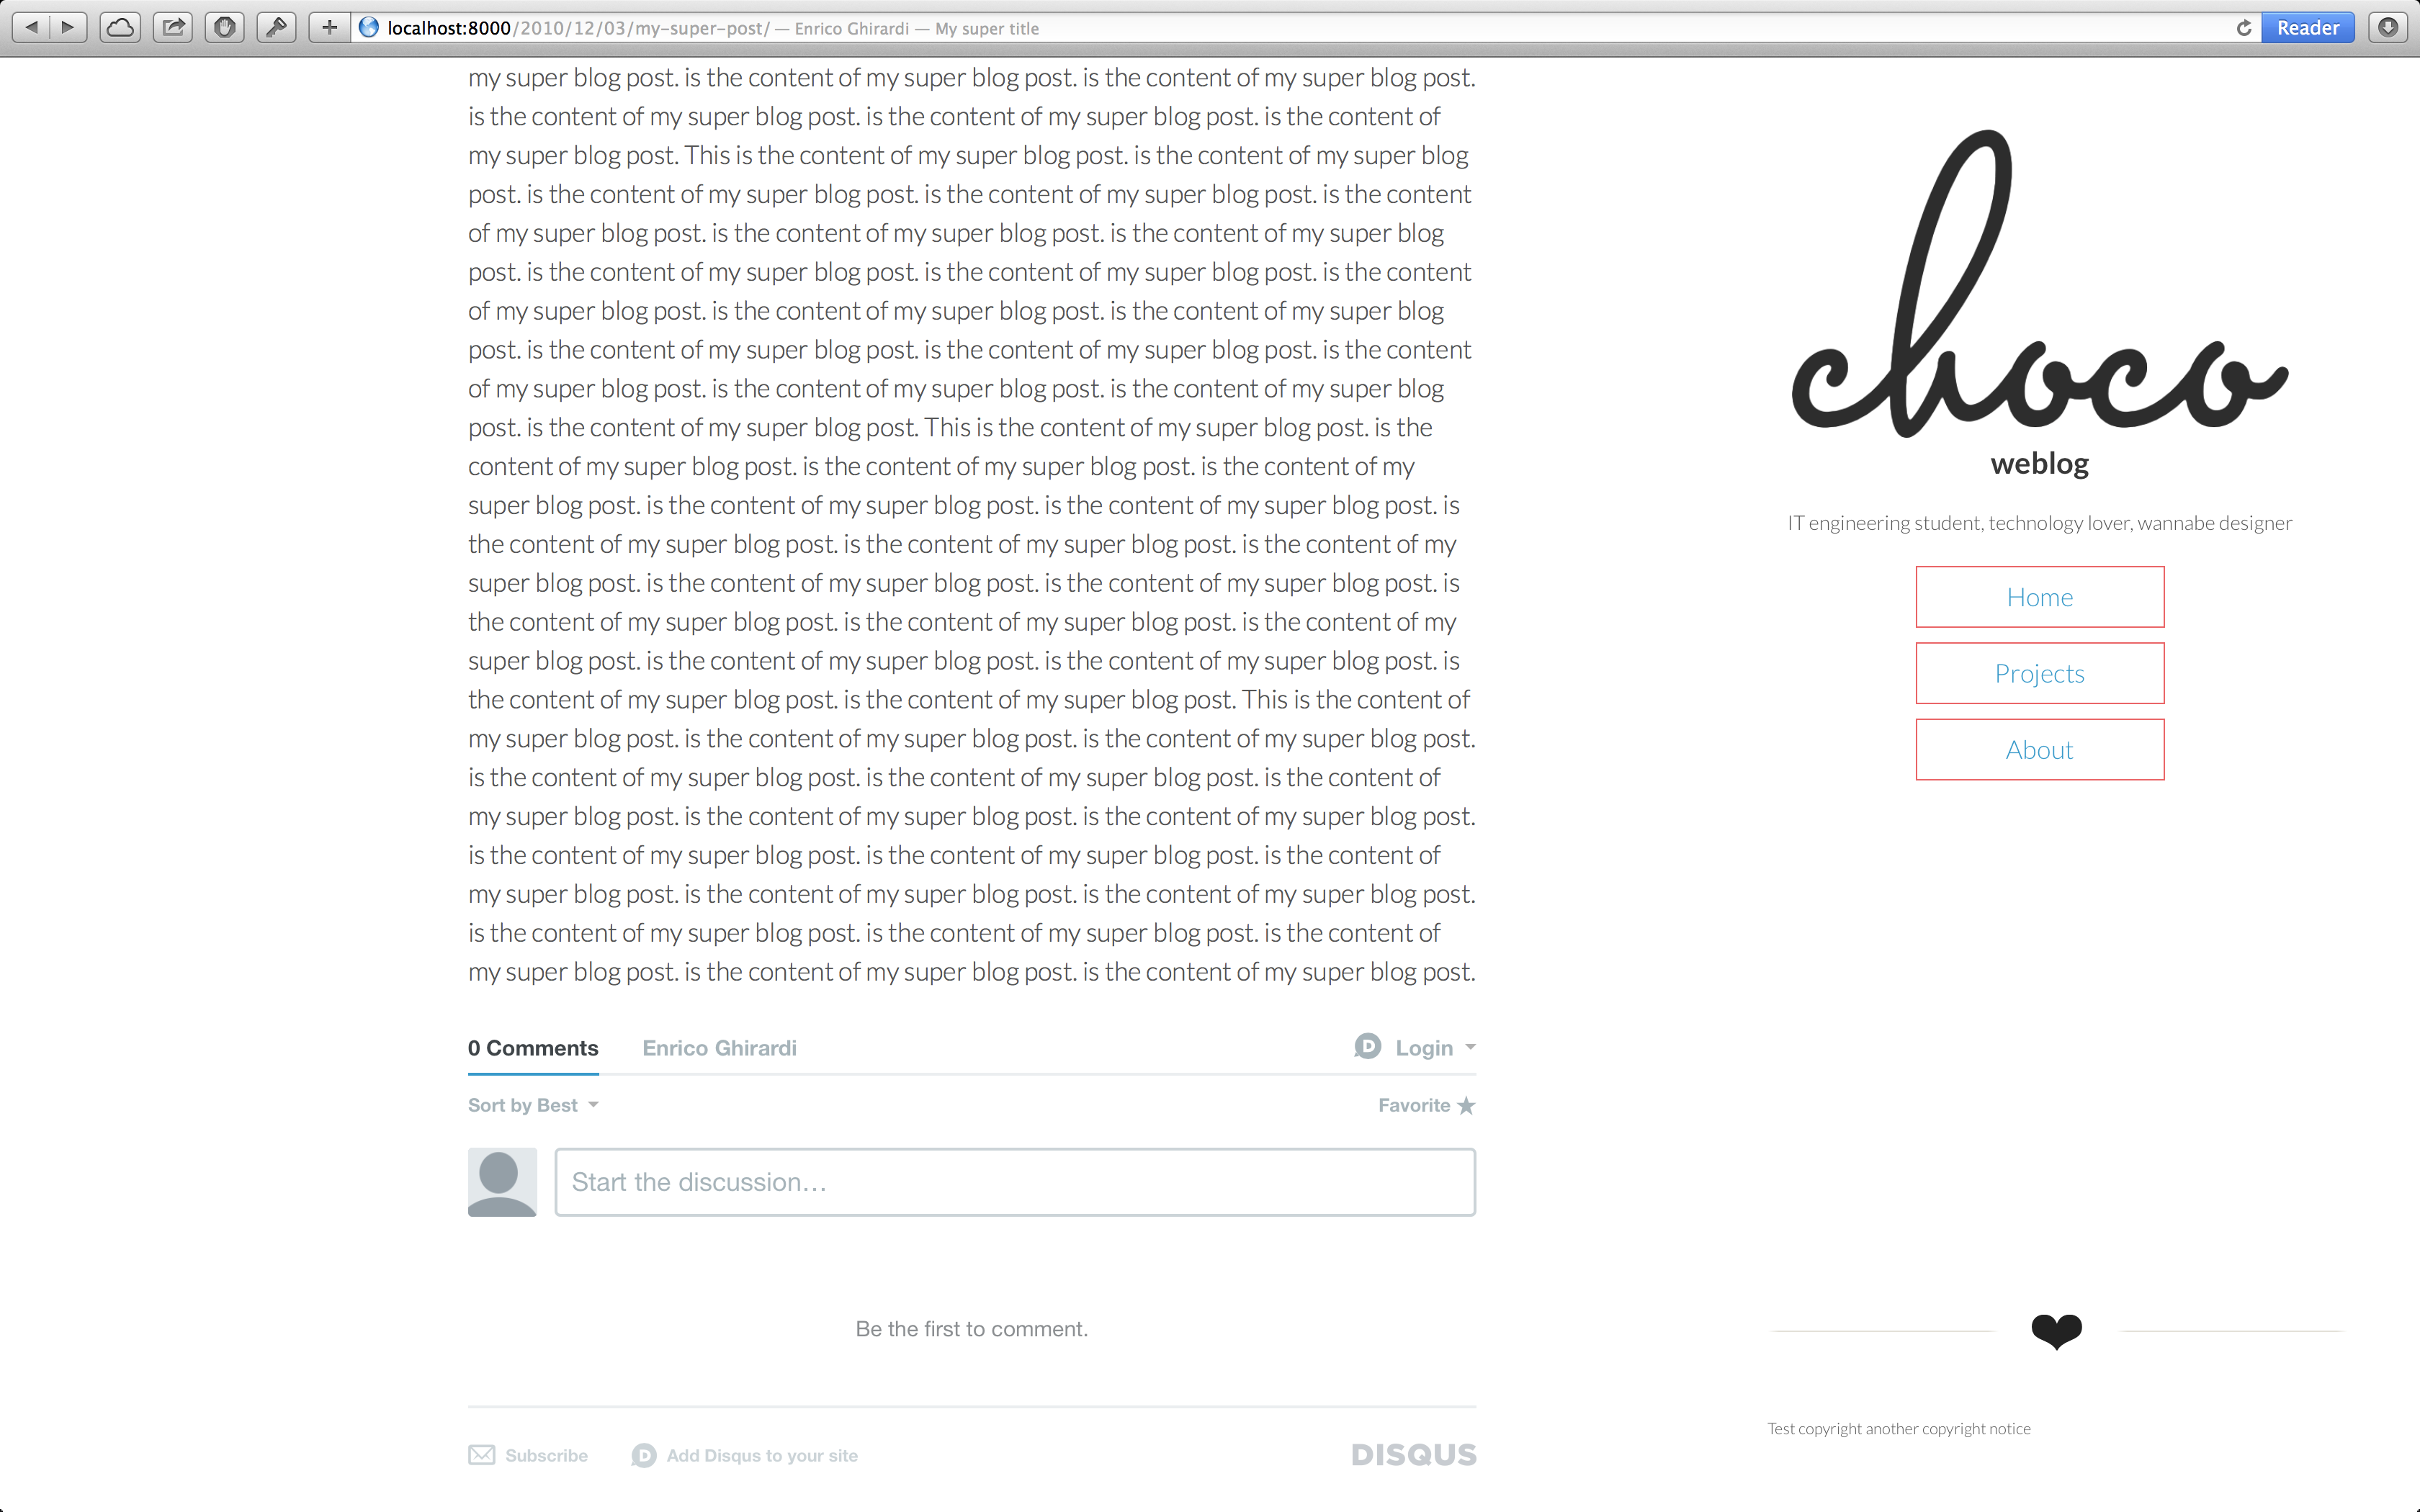 localhost:8000/2010/12/03/my-super-post/ — Enrico Ghirardi — My super title
Reader
my super blog post. is the content of my super blog post. is the content of my super blog post.
is the content of my super blog post. is the content of my super blog post. is the content of
my super blog post. This is the content of my super blog post. is the content of my super blog
post. is the content of my super blog post. is the content of my super blog post. is the content
of my super blog post. is the content of my super blog post. is the content of my super blog
post. is the content of my super blog post. is the content of my super blog post. is the content
of my super blog post. is the content of my super blog post. is the content of my super blog
post. is the content of my super blog post. is the content of my super blog post. is the content
of my super blog post. is the content of my super blog post. is the content of my super blog
post. is the content of my super blog post. This is the content of my super blog post. is the
content of my super blog post. is the content of my super blog post. is the content of my
super blog post. is the content of my super blog post. is the content of my super blog post. is
the content of my super blog post. is the content of my super blog post. is the content of my
super blog post. is the content of my super blog post. is the content of my super blog post. is
the content of my super blog post. is the content of my super blog post. is the content of my
super blog post. is the content of my super blog post. is the content of my super blog post. is
the content of my super blog post. is the content of my super blog post. This is the content of
my super blog post. is the content of my super blog post. is the content of my super blog post.
is the content of my super blog post. is the content of my super blog post. is the content of
my super blog post. is the content of my super blog post. is the content of my super blog post.
is the content of my super blog post. is the content of my super blog post. is the content of
my super blog post. is the content of my super blog post. is the content of my super blog post.
is the content of my super blog post. is the content of my super blog post. is the content of
my super blog post. is the content of my super blog post. is the content of my super blog post.
0 Comments
Enrico Ghirardi
Login
Sort by Best
Favorite
Start the discussion…
Be the first to comment.
Subscribe
Add Disqus to your site
DISQUS
choco
weblog
IT engineering student, technology lover, wannabe designer
Home
Projects
About
Test copyright another copyright notice